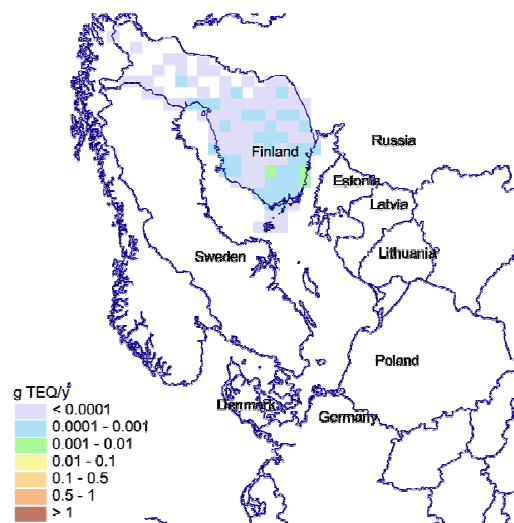 Russia
Finland
Estonia
Latvia
Sweden
Lithuania
Poland
Denmark
Germany
g TEQ/y
< 0.0001
0.0001 - 0.001
0.001 - 0.01
0.01 - 0.1
0.1 - 0.5
0.5 - 1
> 1